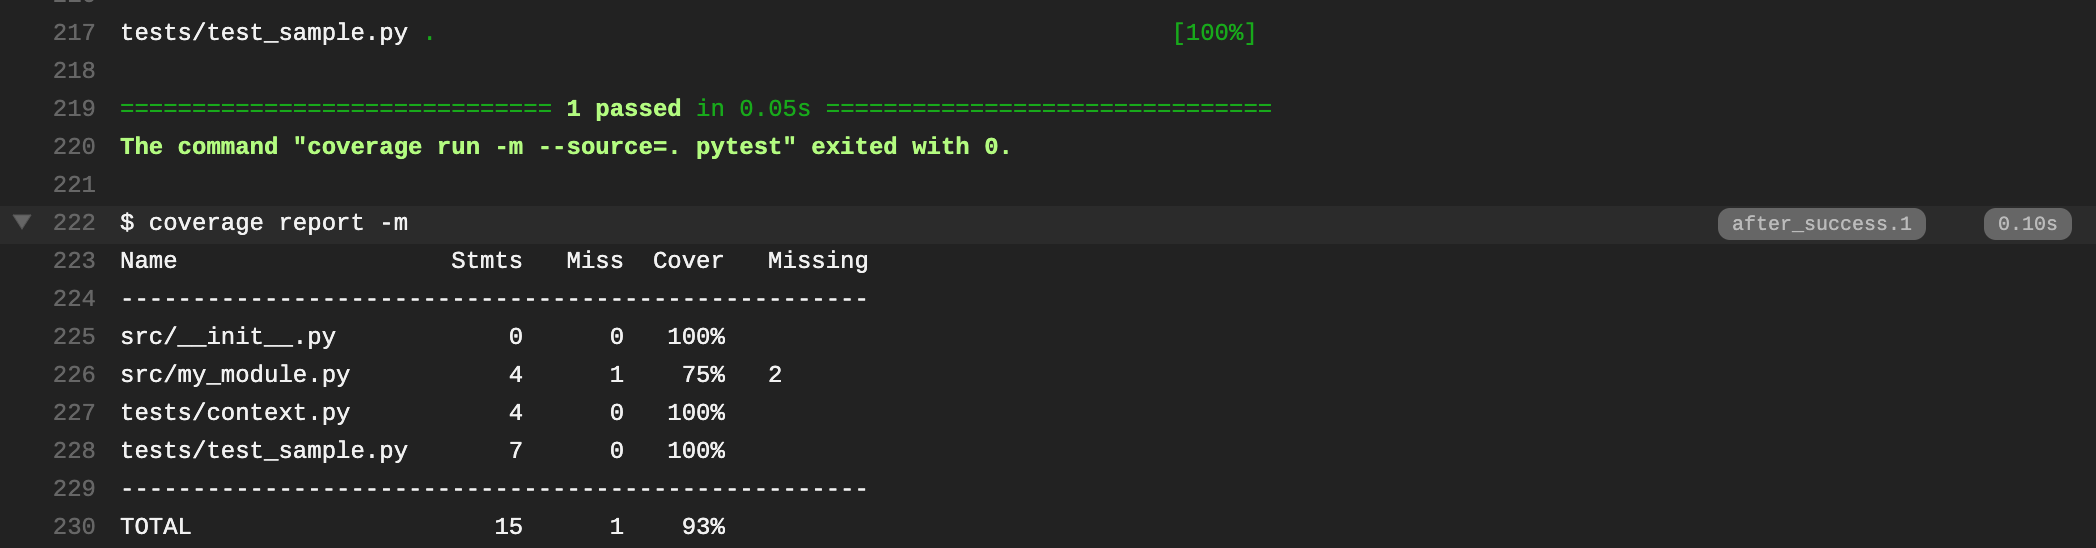 217 tests/test_sample.py . [100%]
218
219 ============================== 1 passed in 0.05s ===============================
220 The command "coverage run -m --source=. pytest" exited with 0.
221
222 $ coverage report -m after_success.1 0.10s
223 Name                   Stmts   Miss  Cover   Missing
224 ----------------------------------------------------
225 src/__init__.py            0      0   100%
226 src/my_module.py           4      1    75%   2
227 tests/context.py           4      0   100%
228 tests/test_sample.py       7      0   100%
229 ----------------------------------------------------
230 TOTAL                     15      1    93%